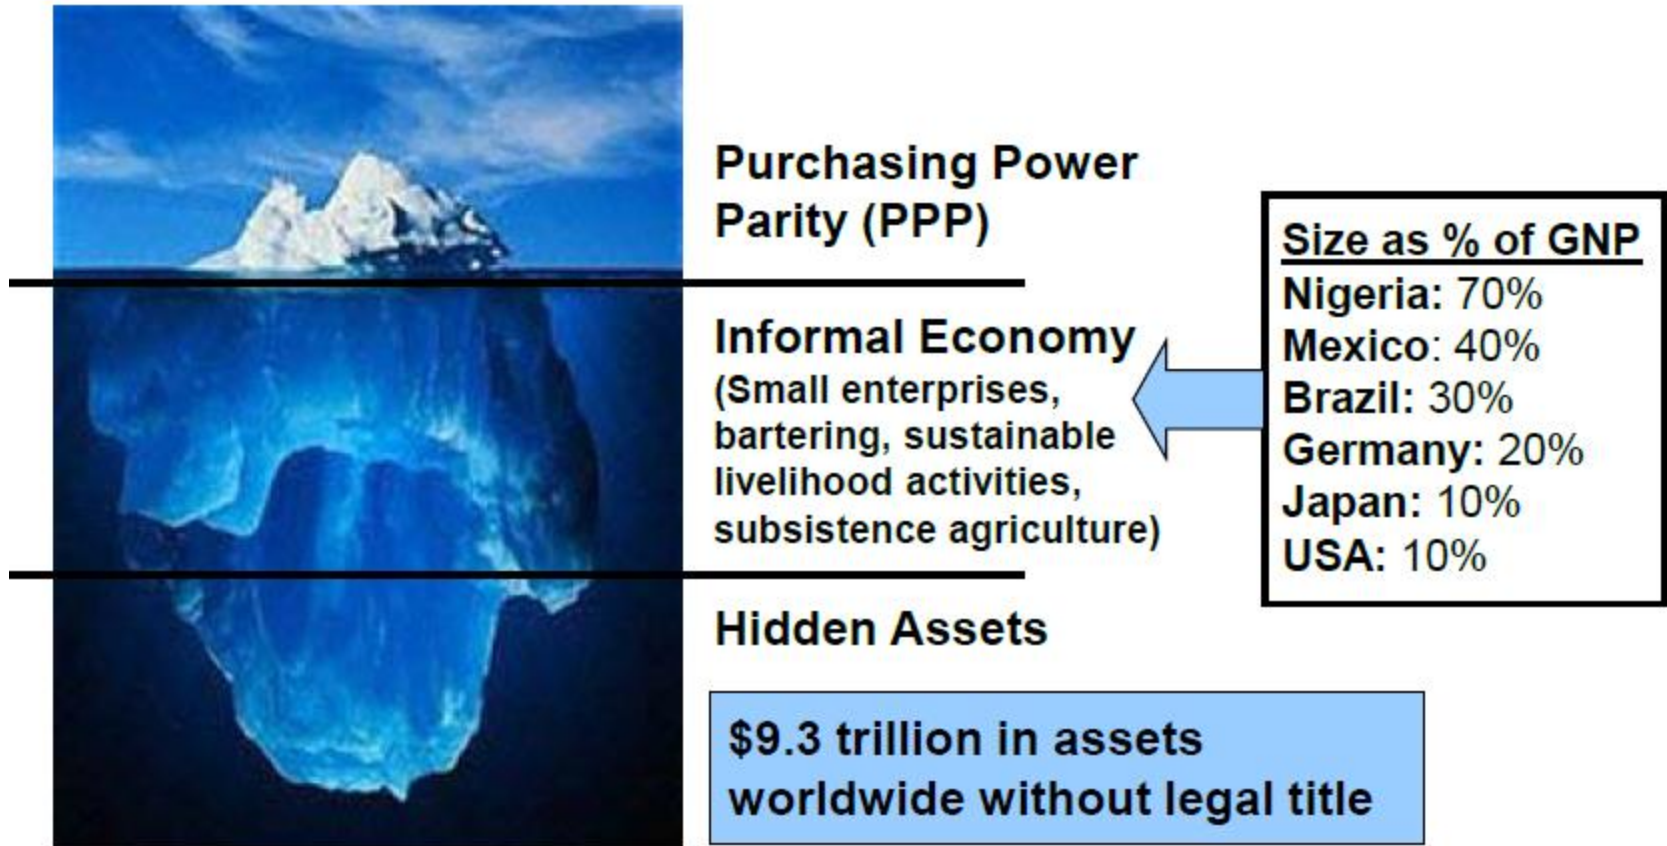 Purchasing Power
Parity (PPP)
Informal Economy
(Small enterprises,
bartering, sustainable
livelihood activities,
subsistence agriculture)
Size as % of GNP
Nigeria: 70%
Mexico: 40%
Brazil: 30%
Germany: 20%
Japan: 10%
USA: 10%
Hidden Assets
$9.3 trillion in assets
worldwide without legal title